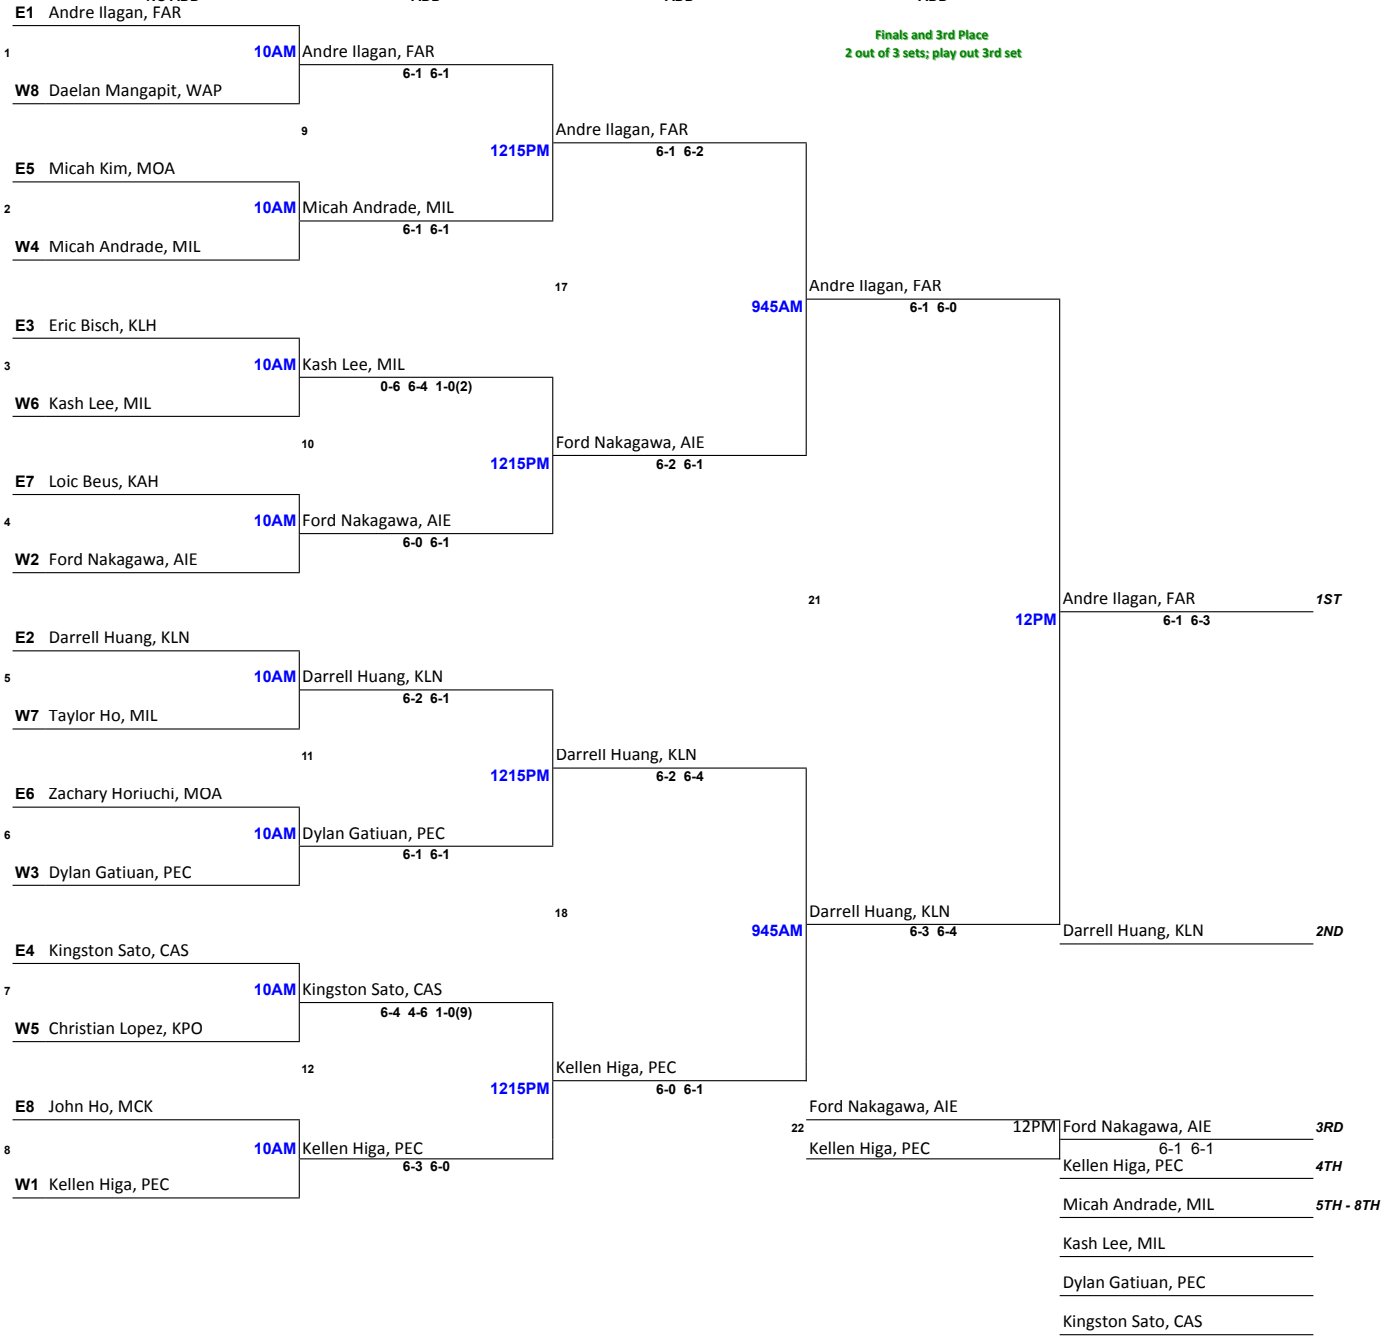 E1 Andre Ilagan, FAR
Finals and 3rd Place
1 10AM Andre Ilagan, FAR
2 out of 3 sets; play out 3rd set
6-1 6-1
W8 Daelan Mangapit, WAP
9 Andre Ilagan, FAR
1215PM 6-1 6-2
E5 Micah Kim, MOA
2 10AM Micah Andrade, MIL
6-1 6-1
W4 Micah Andrade, MIL
17 Andre Ilagan, FAR
945AM 6-1 6-0
E3 Eric Bisch, KLH
3 10AM Kash Lee, MIL
0-6 6-4 1-0(2)
W6 Kash Lee, MIL
10 Ford Nakagawa, AIE
1215PM 6-2 6-1
E7 Loic Beus, KAH
4 10AM Ford Nakagawa, AIE
6-0 6-1
W2 Ford Nakagawa, AIE
21 Andre Ilagan, FAR 1ST
12PM 6-1 6-3
E2 Darrell Huang, KLN
5 10AM Darrell Huang, KLN
6-2 6-1
W7 Taylor Ho, MIL
11 Darrell Huang, KLN
1215PM 6-2 6-4
E6 Zachary Horiuchi, MOA
6 10AM Dylan Gatiuan, PEC
6-1 6-1
W3 Dylan Gatiuan, PEC
18 Darrell Huang, KLN
945AM 6-3 6-4 Darrell Huang, KLN 2ND
E4 Kingston Sato, CAS
7 10AM Kingston Sato, CAS
6-4 4-6 1-0(9)
W5 Christian Lopez, KPO
12 Kellen Higa, PEC
1215PM 6-0 6-1
E8 John Ho, MCK Ford Nakagawa, AIE
22 12PM Ford Nakagawa, AIE 3RD
8 10AM Kellen Higa, PEC Kellen Higa, PEC 6-1 6-1
6-3 6-0 Kellen Higa, PEC 4TH
W1 Kellen Higa, PEC
Micah Andrade, MIL 5TH - 8TH
Kash Lee, MIL
Dylan Gatiuan, PEC
Kingston Sato, CAS